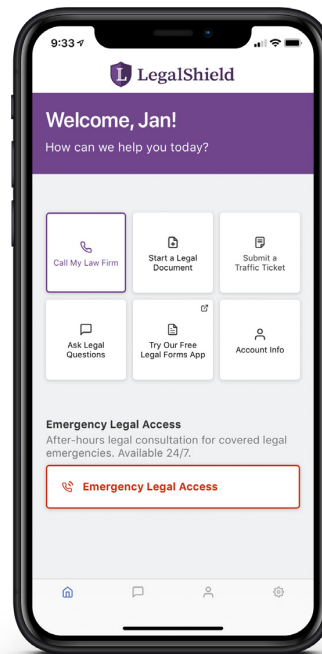 9:33
L LegalShield
Welcome, Jan!
How can we help you today?
Call My Law Firm
Start a Legal
Document
Submit a
Traffic Ticket
Ask Legal
Questions
Try Our Free
Legal Forms App
Account Info
Emergency Legal Access
After-hours legal consultation for covered legal
emergencies. Available 24/7.
Emergency Legal Access